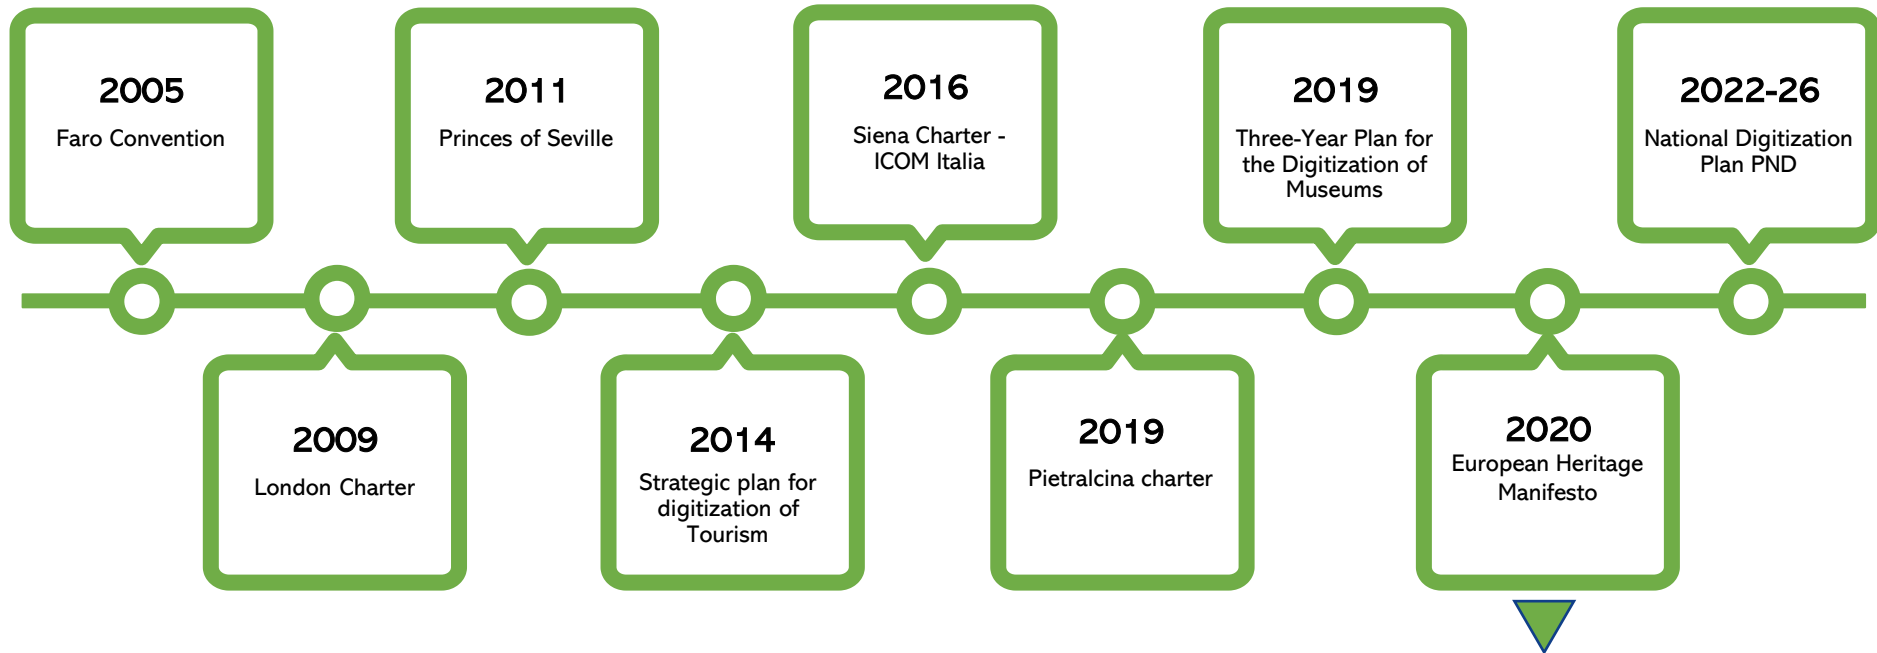 2005
Faro Convention
2009
London Charter
2011
Princes of Seville
2014
Strategic plan for
digitization of
Tourism
2016
Siena Charter -
ICOM Italia
2019
Pietralcina charter
2019
Three-Year Plan for
the Digitization of
Museums
2020
European Heritage
Manifesto
2022-26
National Digitization
Plan PND